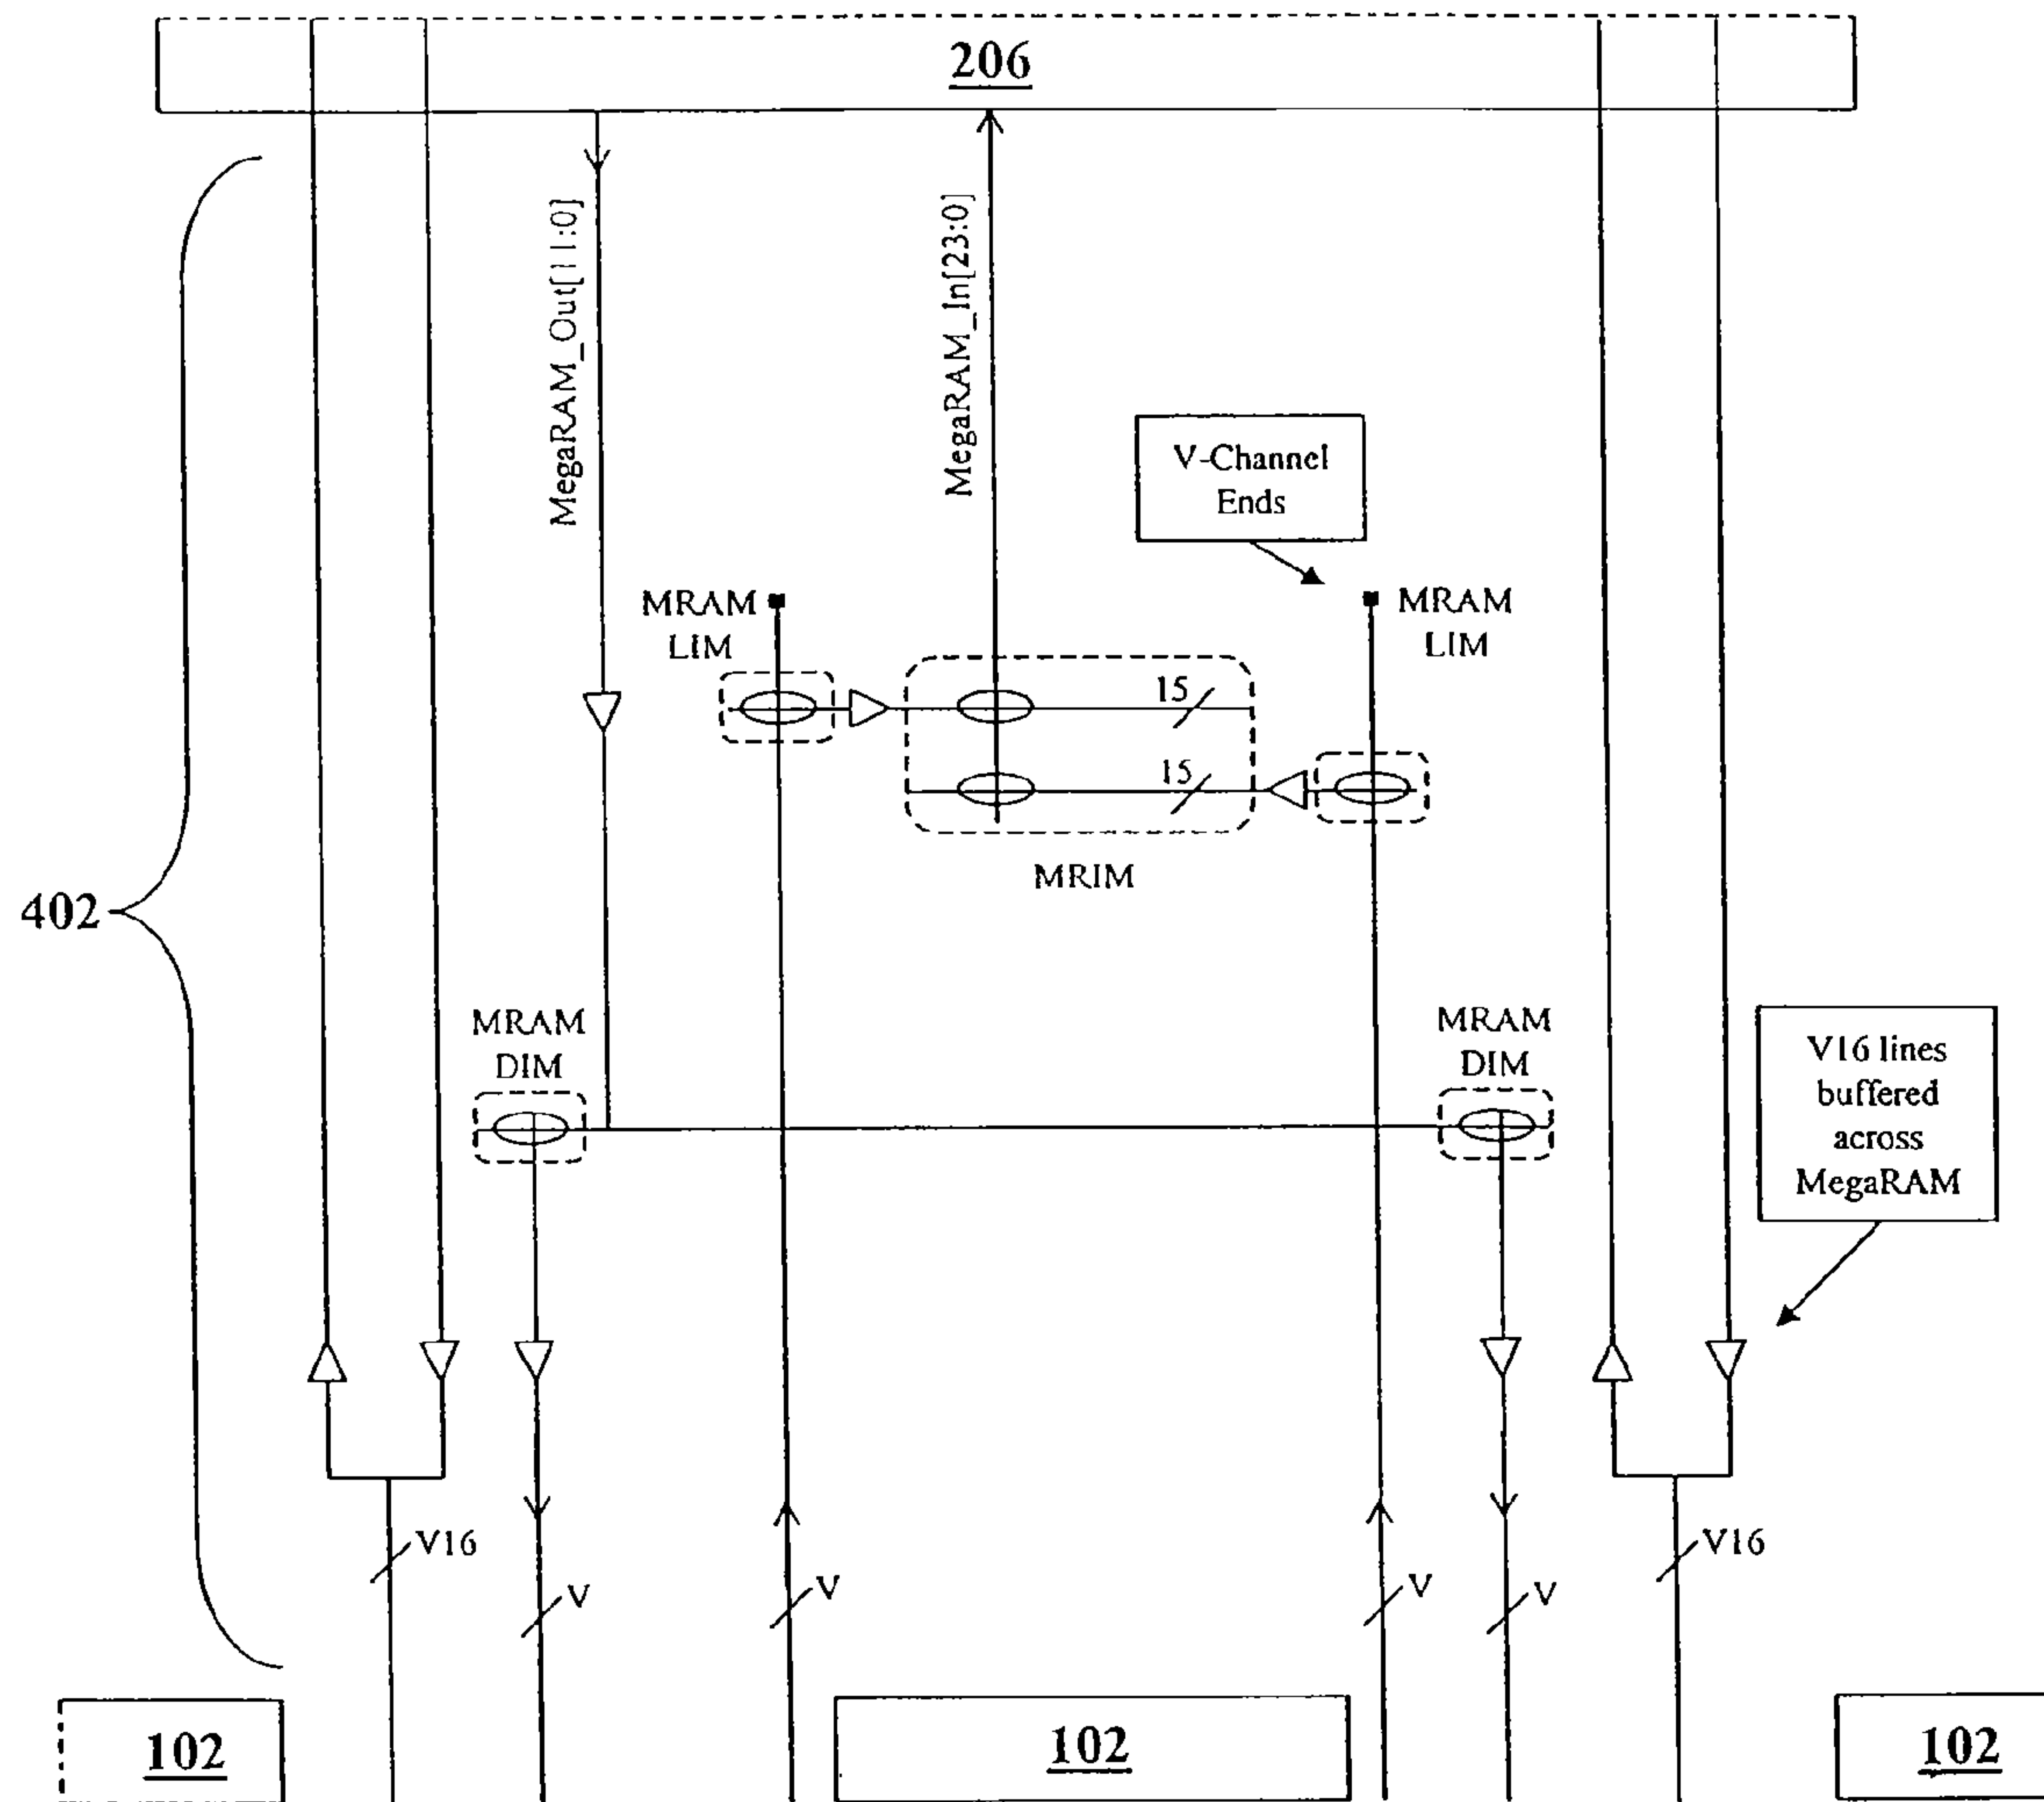 206
MegaRAM_Out[11:0]
MegaRAM_In[23:0]
V-Channel
Ends
MRAM
LIM
MRAM
LIM
15
15
MRIM
402
MRAM
DIM
MRAM
DIM
V16 lines
buffered
across
MegaRAM
V16
V
V
V
V
V16
102
102
102